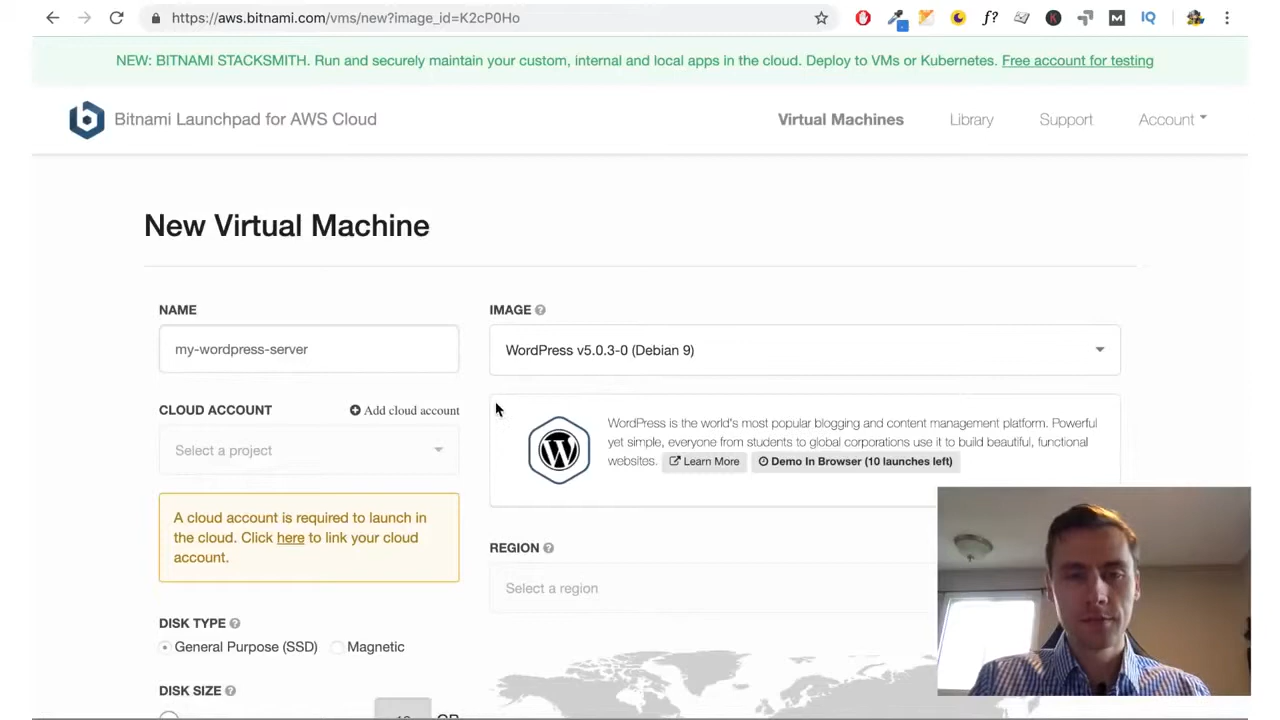 https://aws.bitnami.com/vms/new?image_id=K2cP0Ho
NEW: BITNAMI STACKSMITH. Run and securely maintain your custom, internal and local apps in the cloud. Deploy to VMs or Kubernetes. Free account for testing
Bitnami Launchpad for AWS Cloud
Virtual Machines
Library
Support
Account
New Virtual Machine
NAME
my-wordpress-server
CLOUD ACCOUNT
Add cloud account
Select a project
A cloud account is required to launch in
the cloud. Click here to link your cloud
account.
DISK TYPE
General Purpose (SSD)
Magnetic
DISK SIZE
IMAGE
WordPress v5.0.3-0 (Debian 9)
WordPress is the world's most popular blogging and content management platform. Powerful
yet simple, everyone from students to global corporations use it to build beautiful, functional
websites. Learn More Demo In Browser (10 launches left)
REGION
Select a region